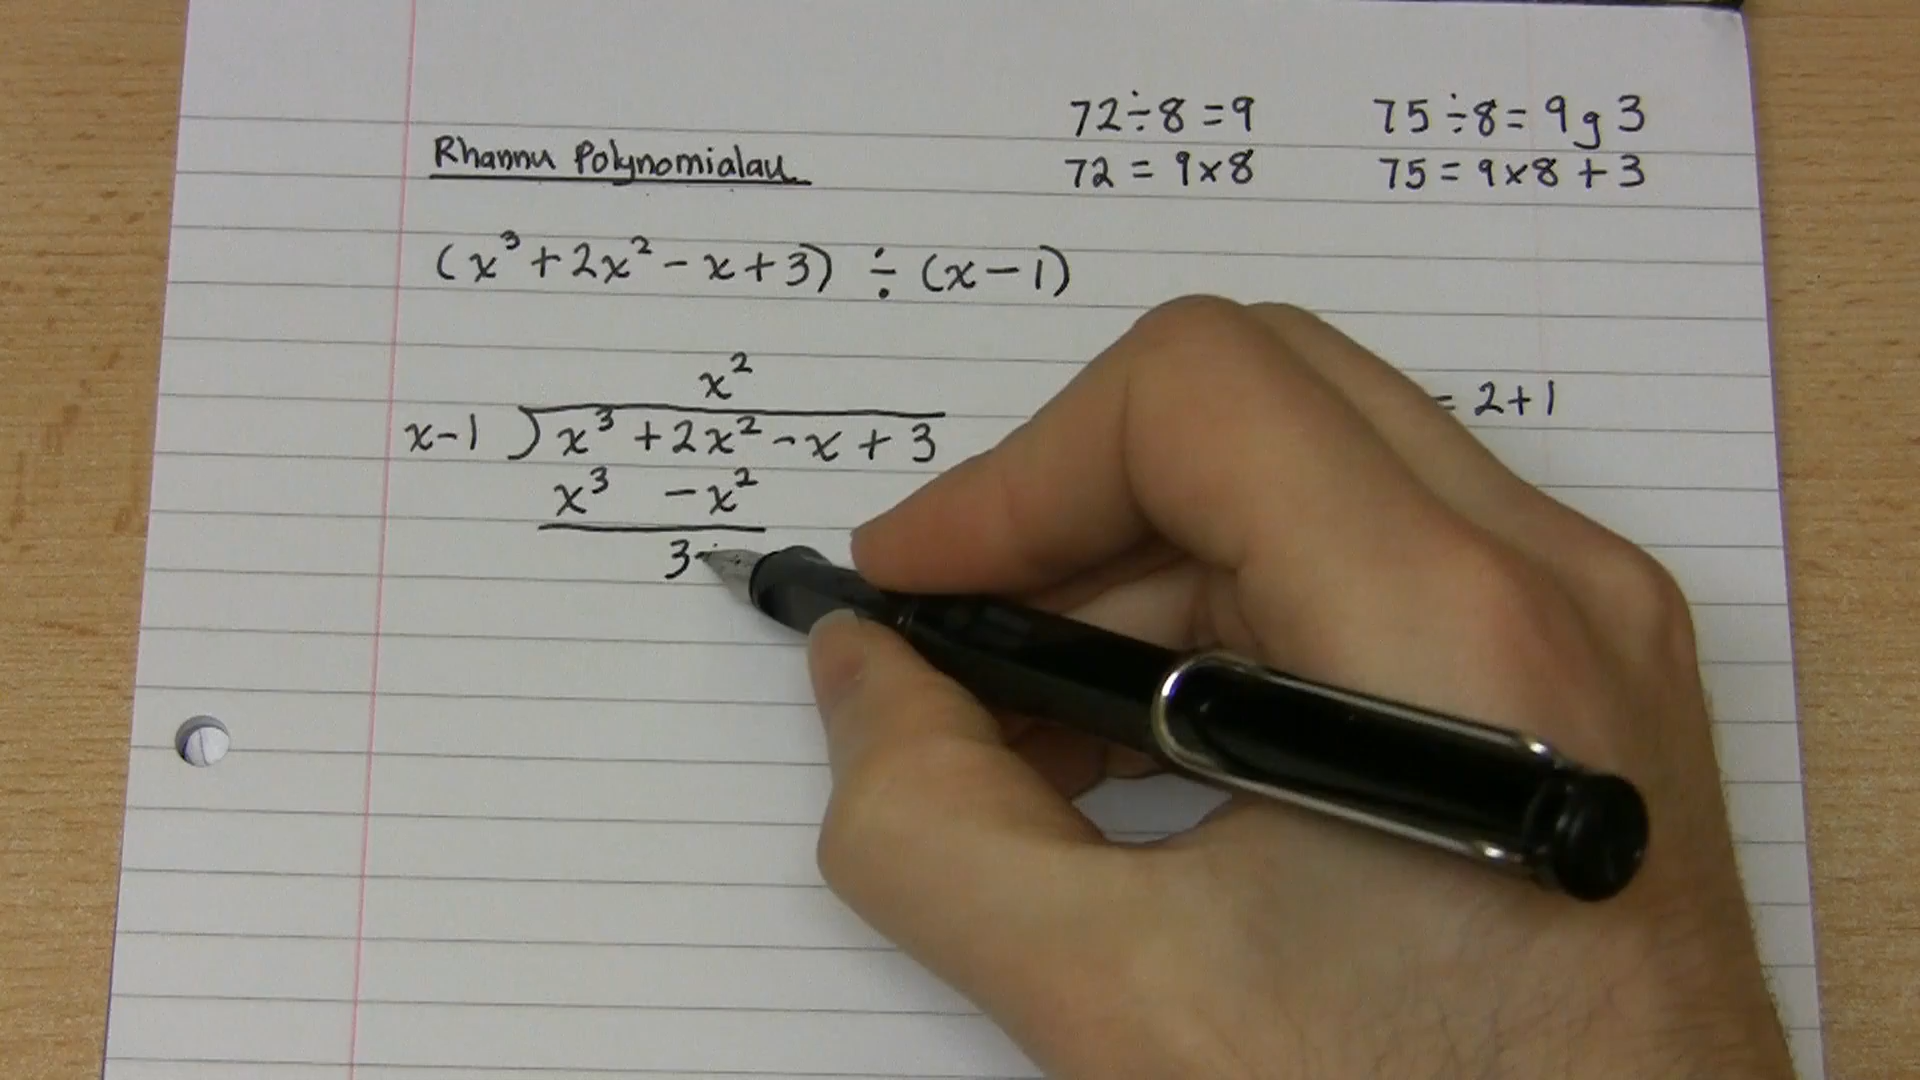 72÷8=9
75÷8=9 g 3
Rhannu Polynomialau
72 = 9×8
75=9×8+3
(x³+2x²-x+3) ÷ (x-1)
x²
= 2+1
x-1 ) x³+2x²-x+3
x³ -x²
3